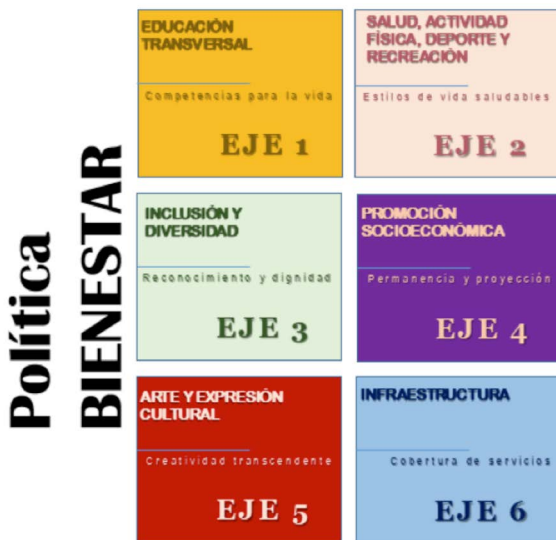 Política
BIENESTAR
EDUCACIÓN
TRANSVERSAL
Competencias para la vida
EJE 1
SALUD, ACTIVIDAD
FÍSICA, DEPORTE Y
RECREACIÓN
Estilos de vida saludables
EJE 2
INCLUSIÓN Y
DIVERSIDAD
Reconocimiento y dignidad
EJE 3
PROMOCIÓN
SOCIOECONÓMICA
Permanencia y proyección
EJE 4
ARTE Y EXPRESIÓN
CULTURAL
Creatividad transcendente
EJE 5
INFRAESTRUCTURA
Cobertura de servicios
EJE 6